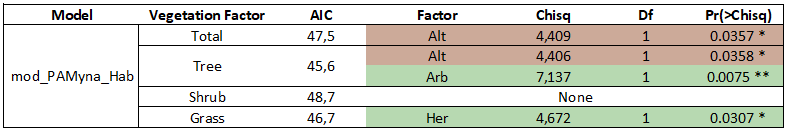 Model Vegetation Factor AIC Factor Chisq Df Pr(>Chisq)
mod_PAMyna_Hab
Total 47,5 Alt 4,409 1 0.0357 *
Tree 45,6 Alt 4,406 1 0.0358 *
Arb 7,137 1 0.0075 **
Shrub 48,7 None
Grass 46,7 Her 4,672 1 0.0307 *